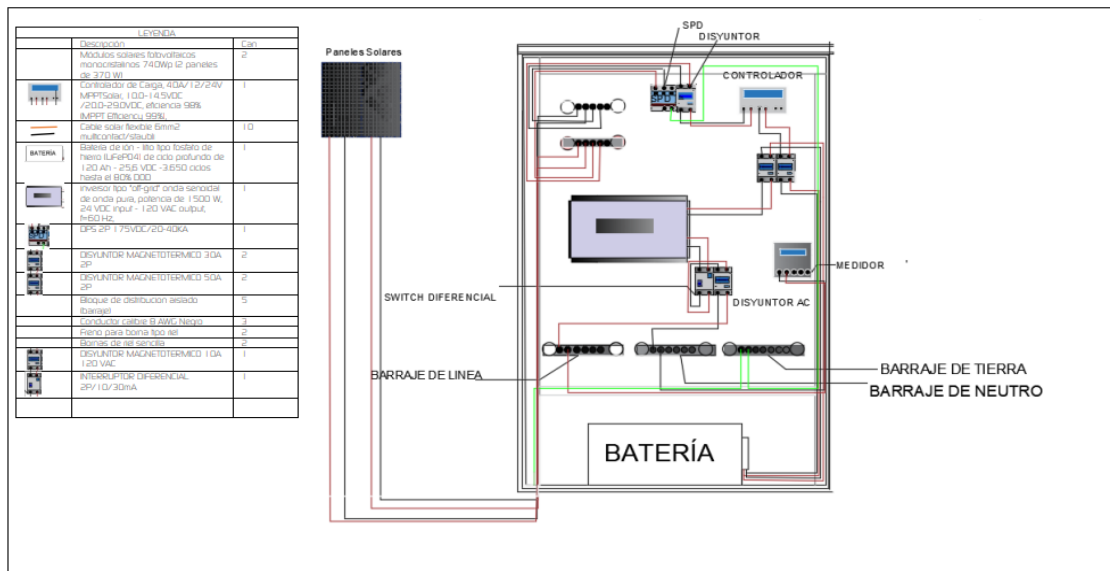 LEYENDA
Descripción Can
Módulos solares fotovoltaicos 2
monocristalinos 740Wp (2 paneles
de 370 W)
Controlador de Carga, 40A/12/24V 1
MPPTSolar, 10.0-14.5VDC
/20.0-29.0VDC, eficiencia 98%
(MPPT Efficiency 99%),
Cable solar flexible 6mm2 10
multicontact/staubli
BATERÍA
Batería de ión - litio tipo fosfato de 1
hierro (LiFePO4) de ciclo profundo de
120 Ah - 25,6 VDC -3.650 ciclos
hasta el 80% DOD
Inversor tipo "off-grid" onda senoidal 1
de onda pura, potencia de 1500 W,
24 VDC input - 120 VAC output,
f=60 Hz,
DPS 2P 175VDC/20-40KA 1
DISYUNTOR MAGNETOTERMICO 30A 2
2P
DISYUNTOR MAGNETOTERMICO 50A 2
2P
Bloque de distribucion aislado 5
(barraje)
Conductor calibre 8 AWG Negro 3
Freno para borna tipo riel 2
Bornas de riel sencilla 2
DISYUNTOR MAGNETOTERMICO 10A 1
120 VAC
INTERRUPTOR DIFERENCIAL 1
2P/10/30mA
Paneles Solares
SPD
DISYUNTOR
CONTROLADOR
SPD
MEDIDOR
SWITCH DIFERENCIAL
DISYUNTOR AC
BARRAJE DE LINEA
BARRAJE DE TIERRA
BARRAJE DE NEUTRO
BATERÍA